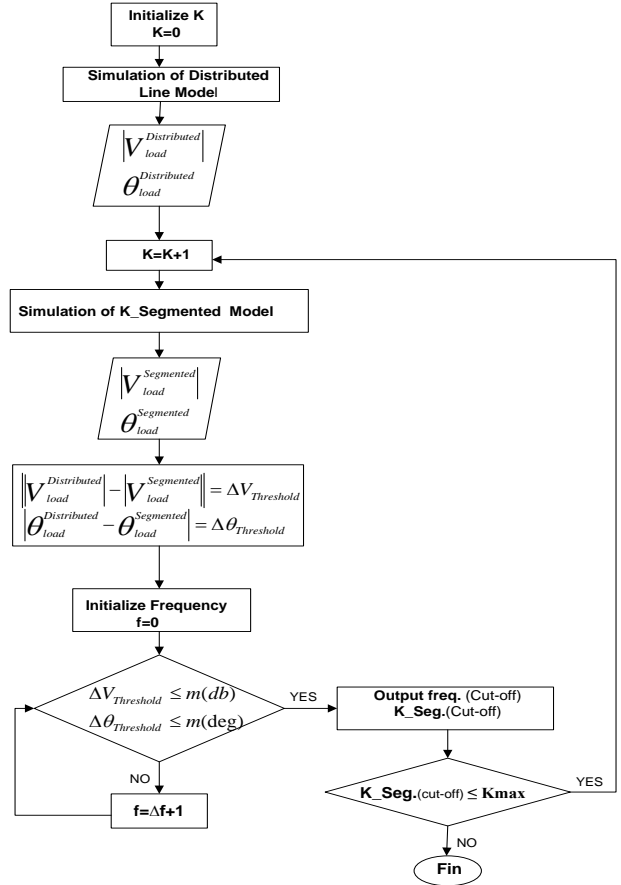 Initialize K
K=0
Simulation of Distributed
Line Model
|V_load^Distributed|
θ_load^Distributed
K=K+1
Simulation of K_Segmented Model
|V_load^Segmented|
θ_load^Segmented
||V_load^Distributed|−|V_load^Segmented||=ΔV_Threshold
|θ_load^Distributed−θ_load^Segmented|=Δθ_Threshold
Initialize Frequency
f=0
ΔV_Threshold ≤ m(db)
Δθ_Threshold ≤ m(deg)
YES
Output freq. (Cut-off)
K_Seg.(Cut-off)
NO
f=Δf+1
K_Seg.(cut-off) ≤ Kmax
YES
NO
Fin